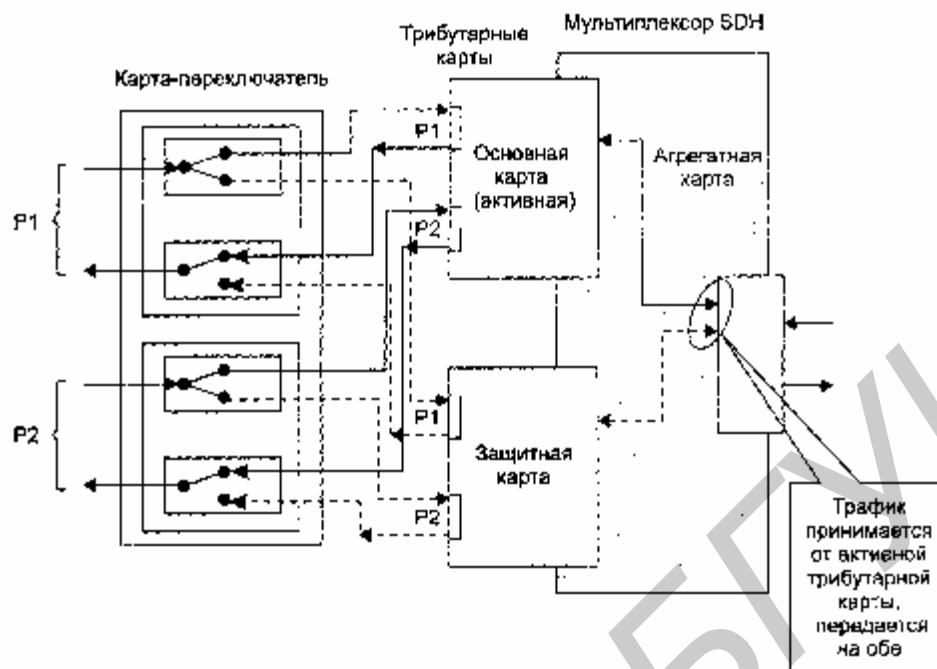 Мультиплексор SDH
Трибутарные
карты
Карта-переключатель
P1
P1
Основная
карта
(активная)
P2
Агрегатная
карта
P2
P1
Защитная
карта
P2
Трафик
принимается
от активной
трибутарной
карты,
передается
на обе
БГУ